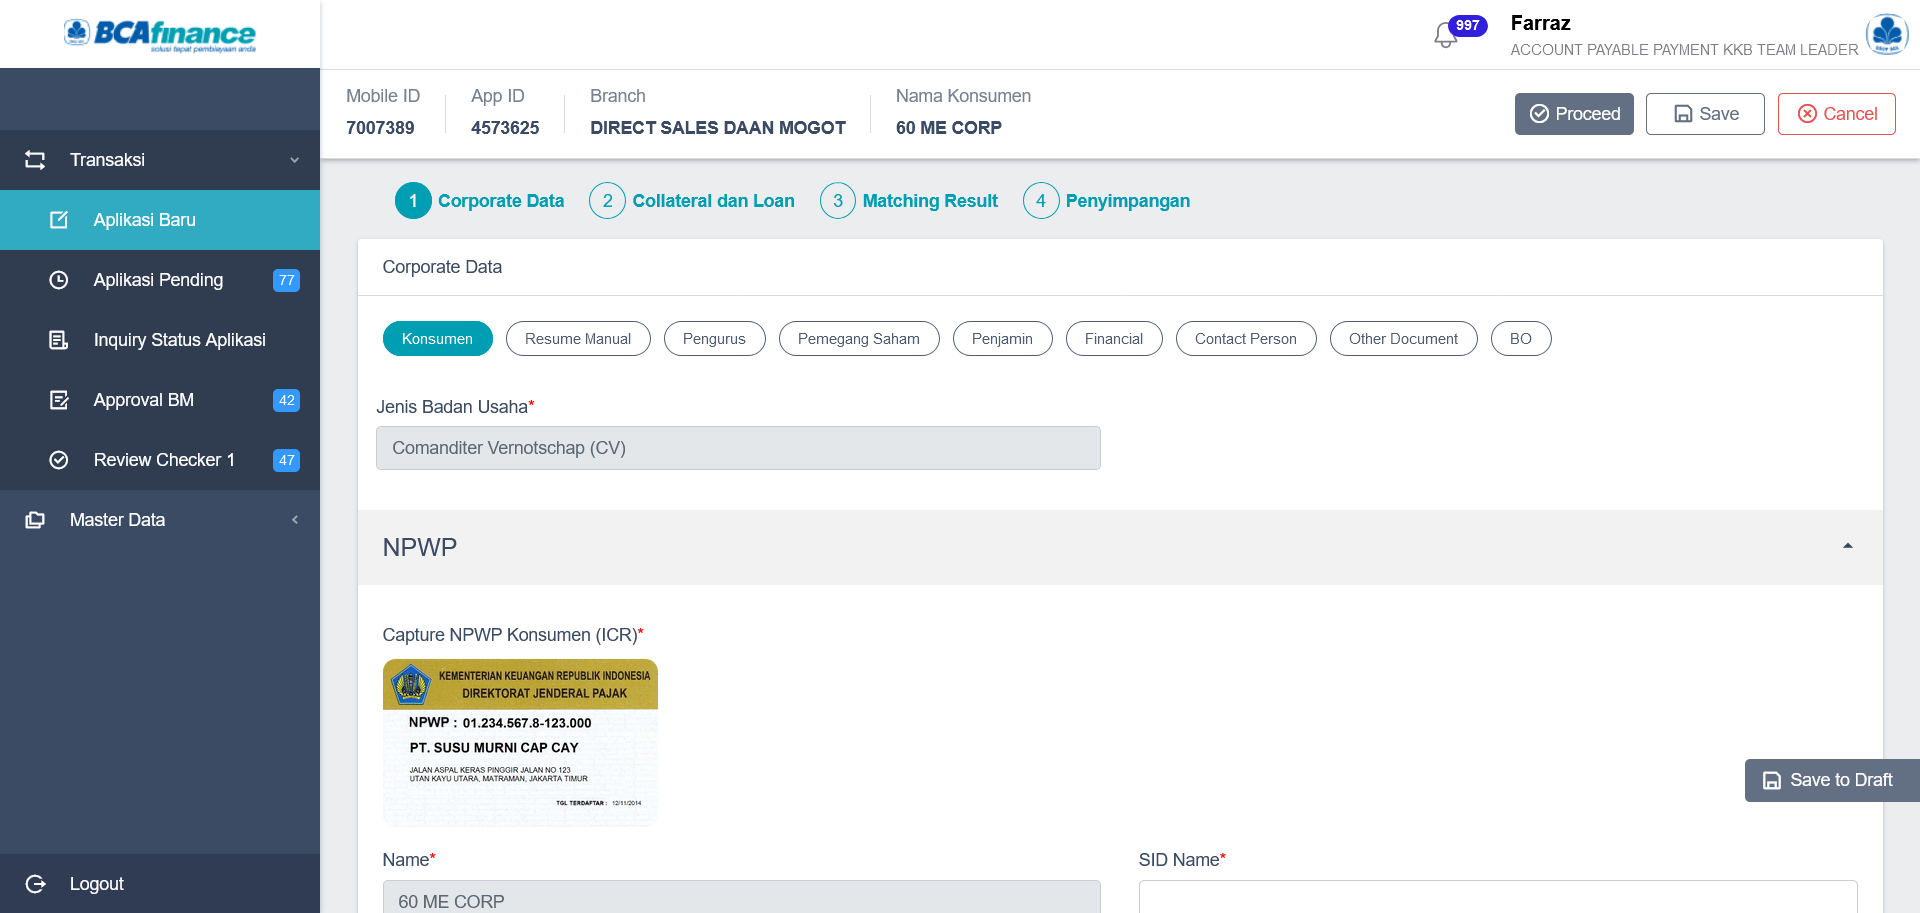 BCAfinance
solusi tepat pembiayaan anda
997
Farraz
ACCOUNT PAYABLE PAYMENT KKB TEAM LEADER
Mobile ID
7007389
App ID
4573625
Branch
DIRECT SALES DAAN MOGOT
Nama Konsumen
60 ME CORP
Proceed
Save
Cancel
Transaksi
Aplikasi Baru
Aplikasi Pending 77
Inquiry Status Aplikasi
Approval BM 42
Review Checker 1 47
Master Data
Logout
1 Corporate Data 2 Collateral dan Loan 3 Matching Result 4 Penyimpangan
Corporate Data
Konsumen Resume Manual Pengurus Pemegang Saham Penjamin Financial Contact Person Other Document BO
Jenis Badan Usaha*
Comanditer Vernotschap (CV)
NPWP
Capture NPWP Konsumen (ICR)*
KEMENTERIAN KEUANGAN REPUBLIK INDONESIA
DIREKTORAT JENDERAL PAJAK
NPWP : 01.234.567.8-123.000
PT. SUSU MURNI CAP CAY
JALAN ASPAL KERAS PINGGIR JALAN NO 123
UTAN KAYU UTARA, MATRAMAN, JAKARTA TIMUR
TGL TERDAFTAR : 12/11/2014
Save to Draft
Name*
60 ME CORP
SID Name*